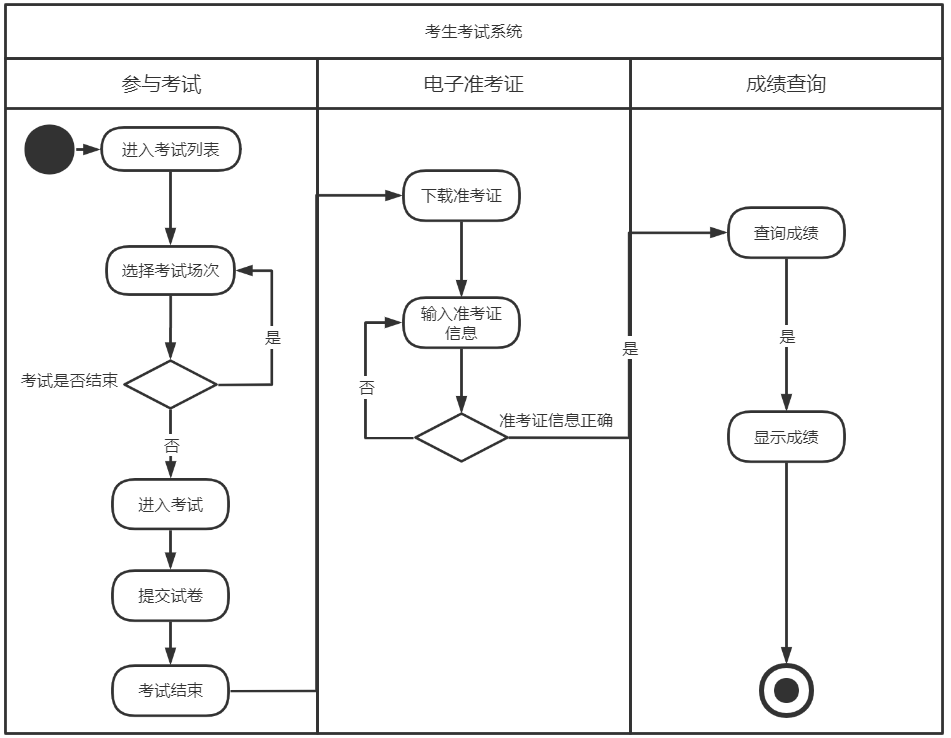 考生考试系统
参与考试
电子准考证
成绩查询
进入考试列表
选择考试场次
是
考试是否结束
否
进入考试
提交试卷
考试结束
下载准考证
输入准考证
信息
否
准考证信息正确
是
查询成绩
是
显示成绩